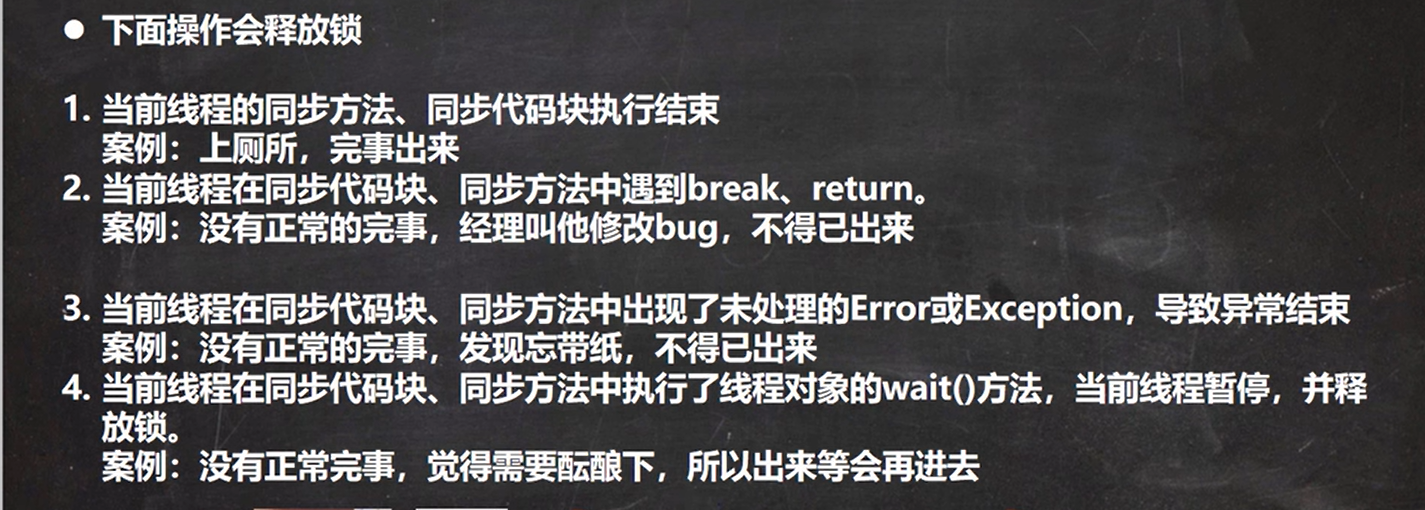 ● 下面操作会释放锁
1. 当前线程的同步方法、同步代码块执行结束
案例：上厕所，完事出来
2. 当前线程在同步代码块、同步方法中遇到break、return。
案例：没有正常的完事，经理叫他修改bug，不得已出来
3. 当前线程在同步代码块、同步方法中出现了未处理的Error或Exception，导致异常结束
案例：没有正常的完事，发现忘带纸，不得已出来
4. 当前线程在同步代码块、同步方法中执行了线程对象的wait()方法，当前线程暂停，并释
放锁。
案例：没有正常完事，觉得需要酝酿下，所以出来等会再进去